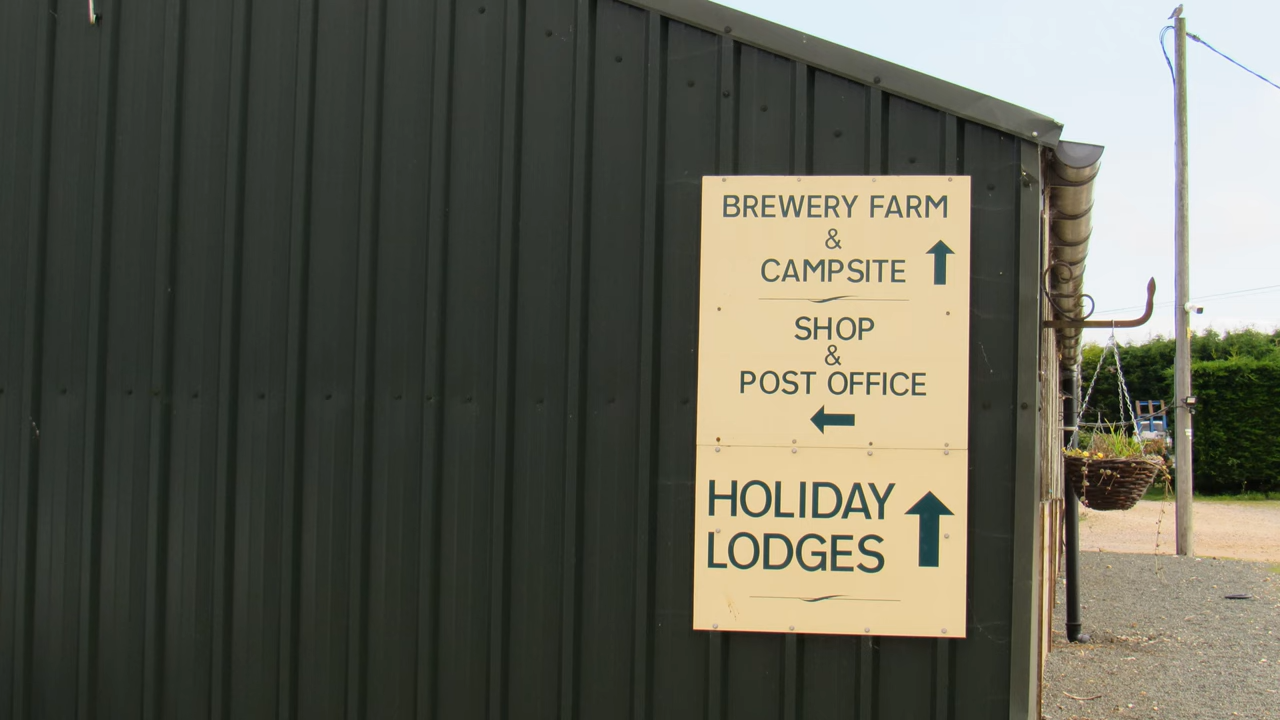 BREWERY FARM
&
CAMPSITE
SHOP
&
POST OFFICE
HOLIDAY
LODGES